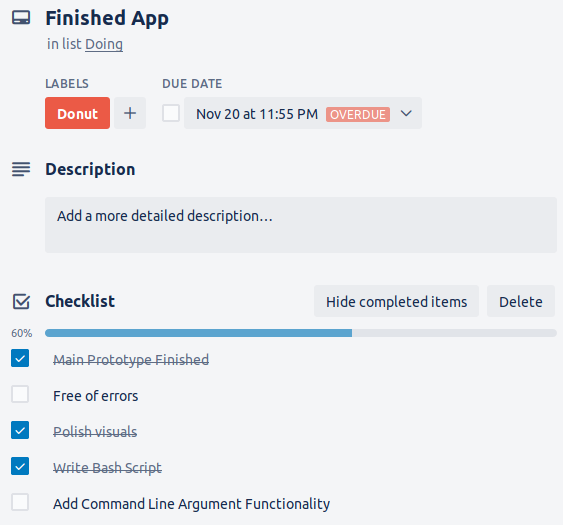 Finished App
in list Doing
LABELS
DUE DATE
Donut
+
Nov 20 at 11:55 PM OVERDUE
Description
Add a more detailed description…
Checklist
Hide completed items
Delete
60%
Main Prototype Finished
Free of errors
Polish visuals
Write Bash Script
Add Command Line Argument Functionality